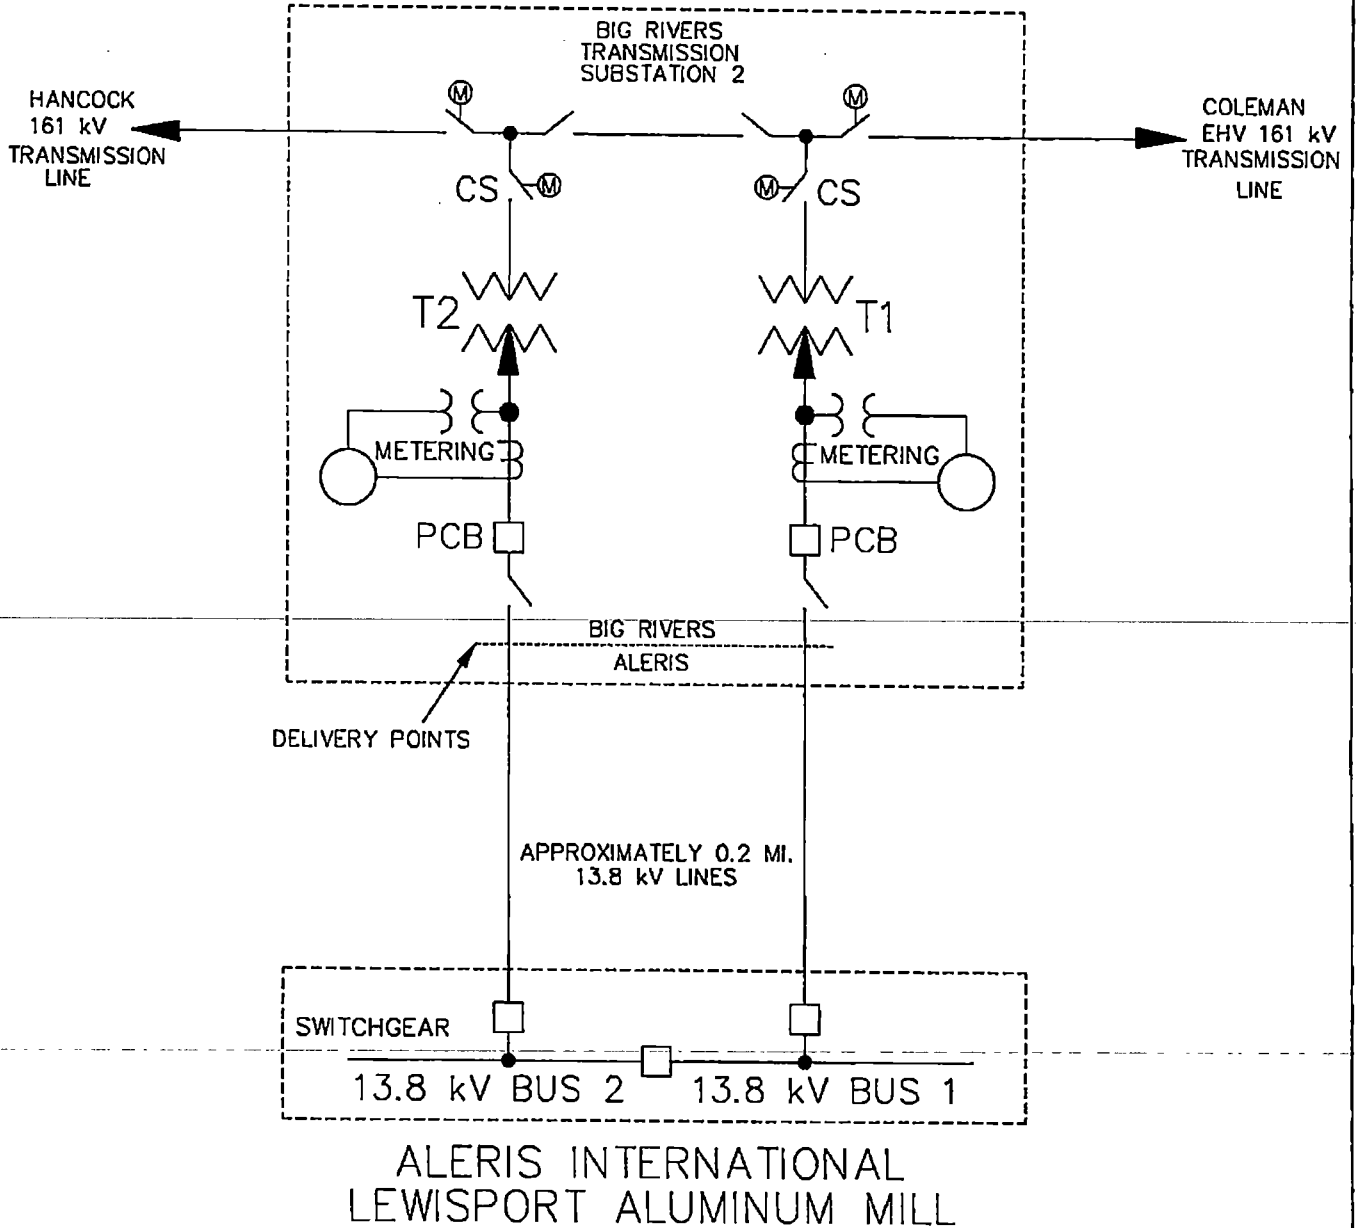 BIG RIVERS
TRANSMISSION
SUBSTATION 2
HANCOCK
161 kV
TRANSMISSION
LINE
COLEMAN
EHV 161 kV
TRANSMISSION
LINE
M
M
CS
M
M
CS
T2
T1
METERING
METERING
PCB
PCB
BIG RIVERS
ALERIS
DELIVERY POINTS
APPROXIMATELY 0.2 MI.
13.8 kV LINES
SWITCHGEAR
13.8 kV BUS 2
13.8 kV BUS 1
ALERIS INTERNATIONAL
LEWISPORT ALUMINUM MILL